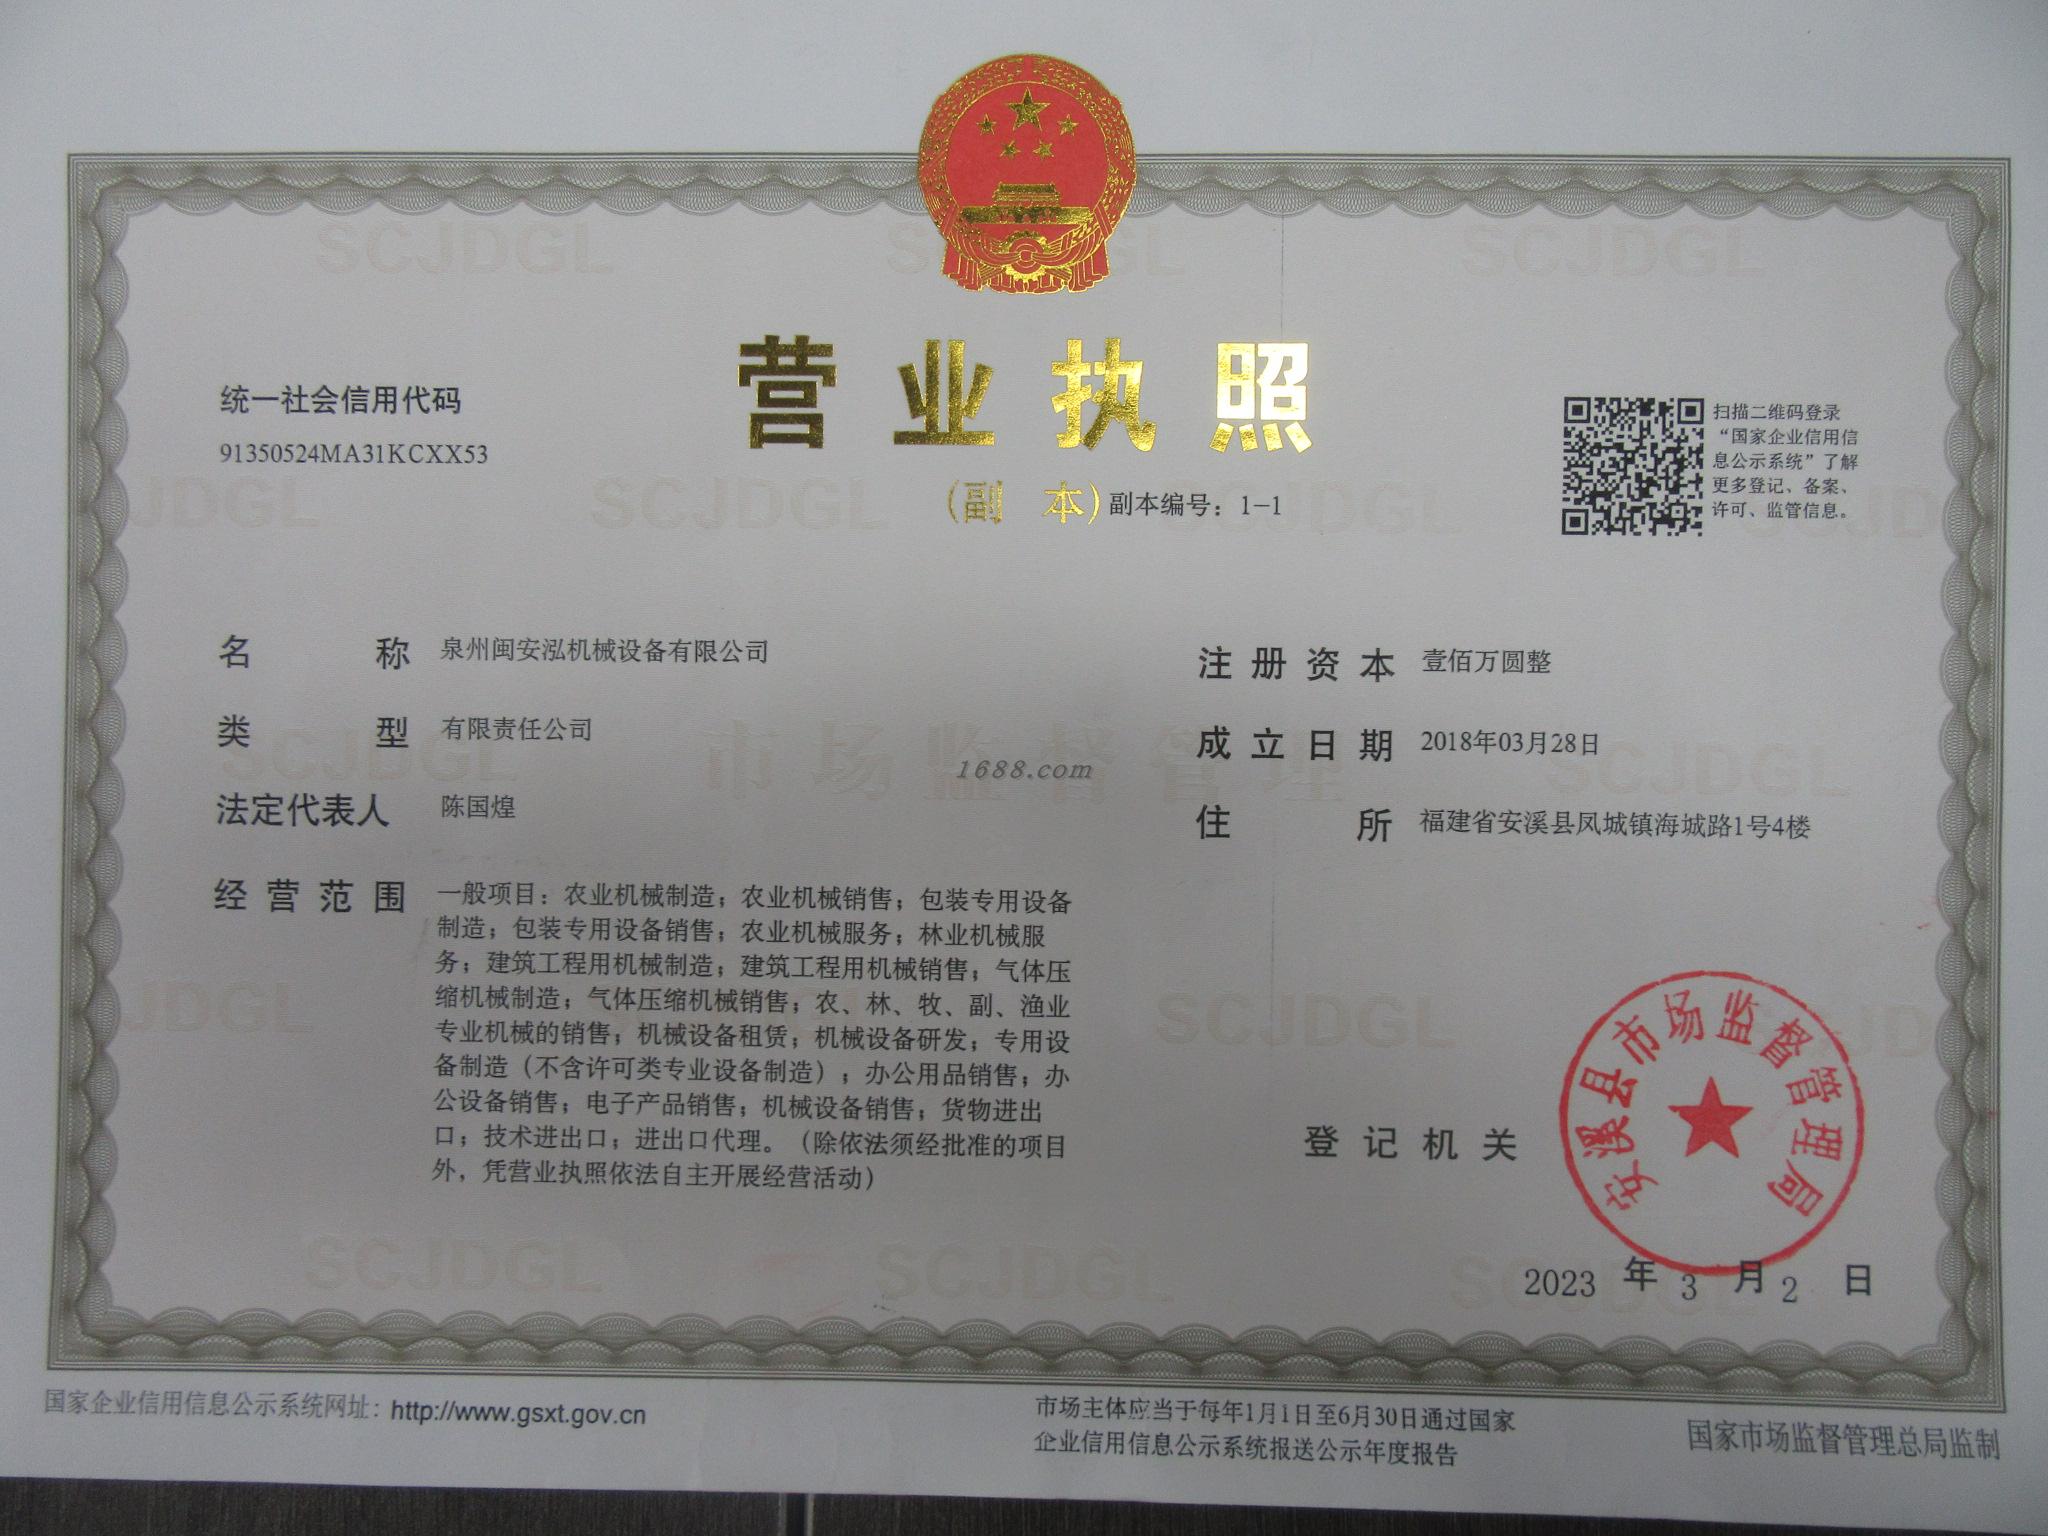 营业执照
(副 本) 副本编号：1-1
统一社会信用代码
91350524MA31KCXX53
扫描二维码登录
“国家企业信用信
息公示系统”了解
更多登记、备案、
许可、监管信息。
名 称 泉州闽安泓机械设备有限公司
类 型 有限责任公司
法定代表人 陈国煌
经营范围 一般项目：农业机械制造；农业机械销售；包装专用设备
制造；包装专用设备销售；农业机械服务；林业机械服
务；建筑工程用机械制造；建筑工程用机械销售；气体压
缩机械制造；气体压缩机械销售；农、林、牧、副、渔业
专业机械的销售；机械设备租赁；机械设备研发；专用设
备制造（不含许可类专业设备制造）；办公用品销售；办
公设备销售；电子产品销售；机械设备销售；货物进出
口；技术进出口；进出口代理。（除依法须经批准的项目
外，凭营业执照依法自主开展经营活动）
注册资本 壹佰万圆整
成立日期 2018年03月28日
住 所 福建省安溪县凤城镇海城路1号4楼
1688.com
市场监督管理
SCJDGL
登记机关
安溪县市场监督管理局
2023 年 3 月 2 日
国家企业信用信息公示系统网址：http://www.gsxt.gov.cn
市场主体应当于每年1月1日至6月30日通过国家
企业信用信息公示系统报送公示年度报告
国家市场监督管理总局监制